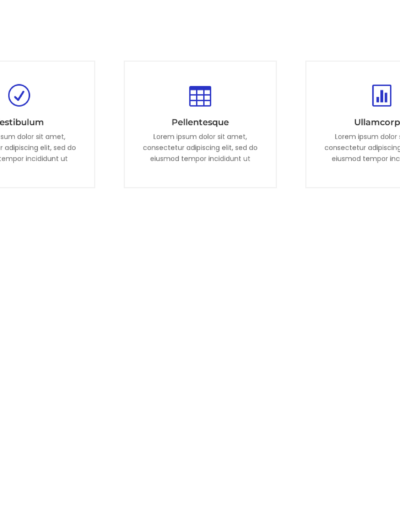 estibulum
sum dolor sit amet,
r adipiscing elit, sed do
tempor incididunt ut
Pellentesque
Lorem ipsum dolor sit amet,
consectetur adipiscing elit, sed do
eiusmod tempor incididunt ut
Ullamcorp
Lorem ipsum dolor s
consectetur adipiscing
eiusmod tempor inc